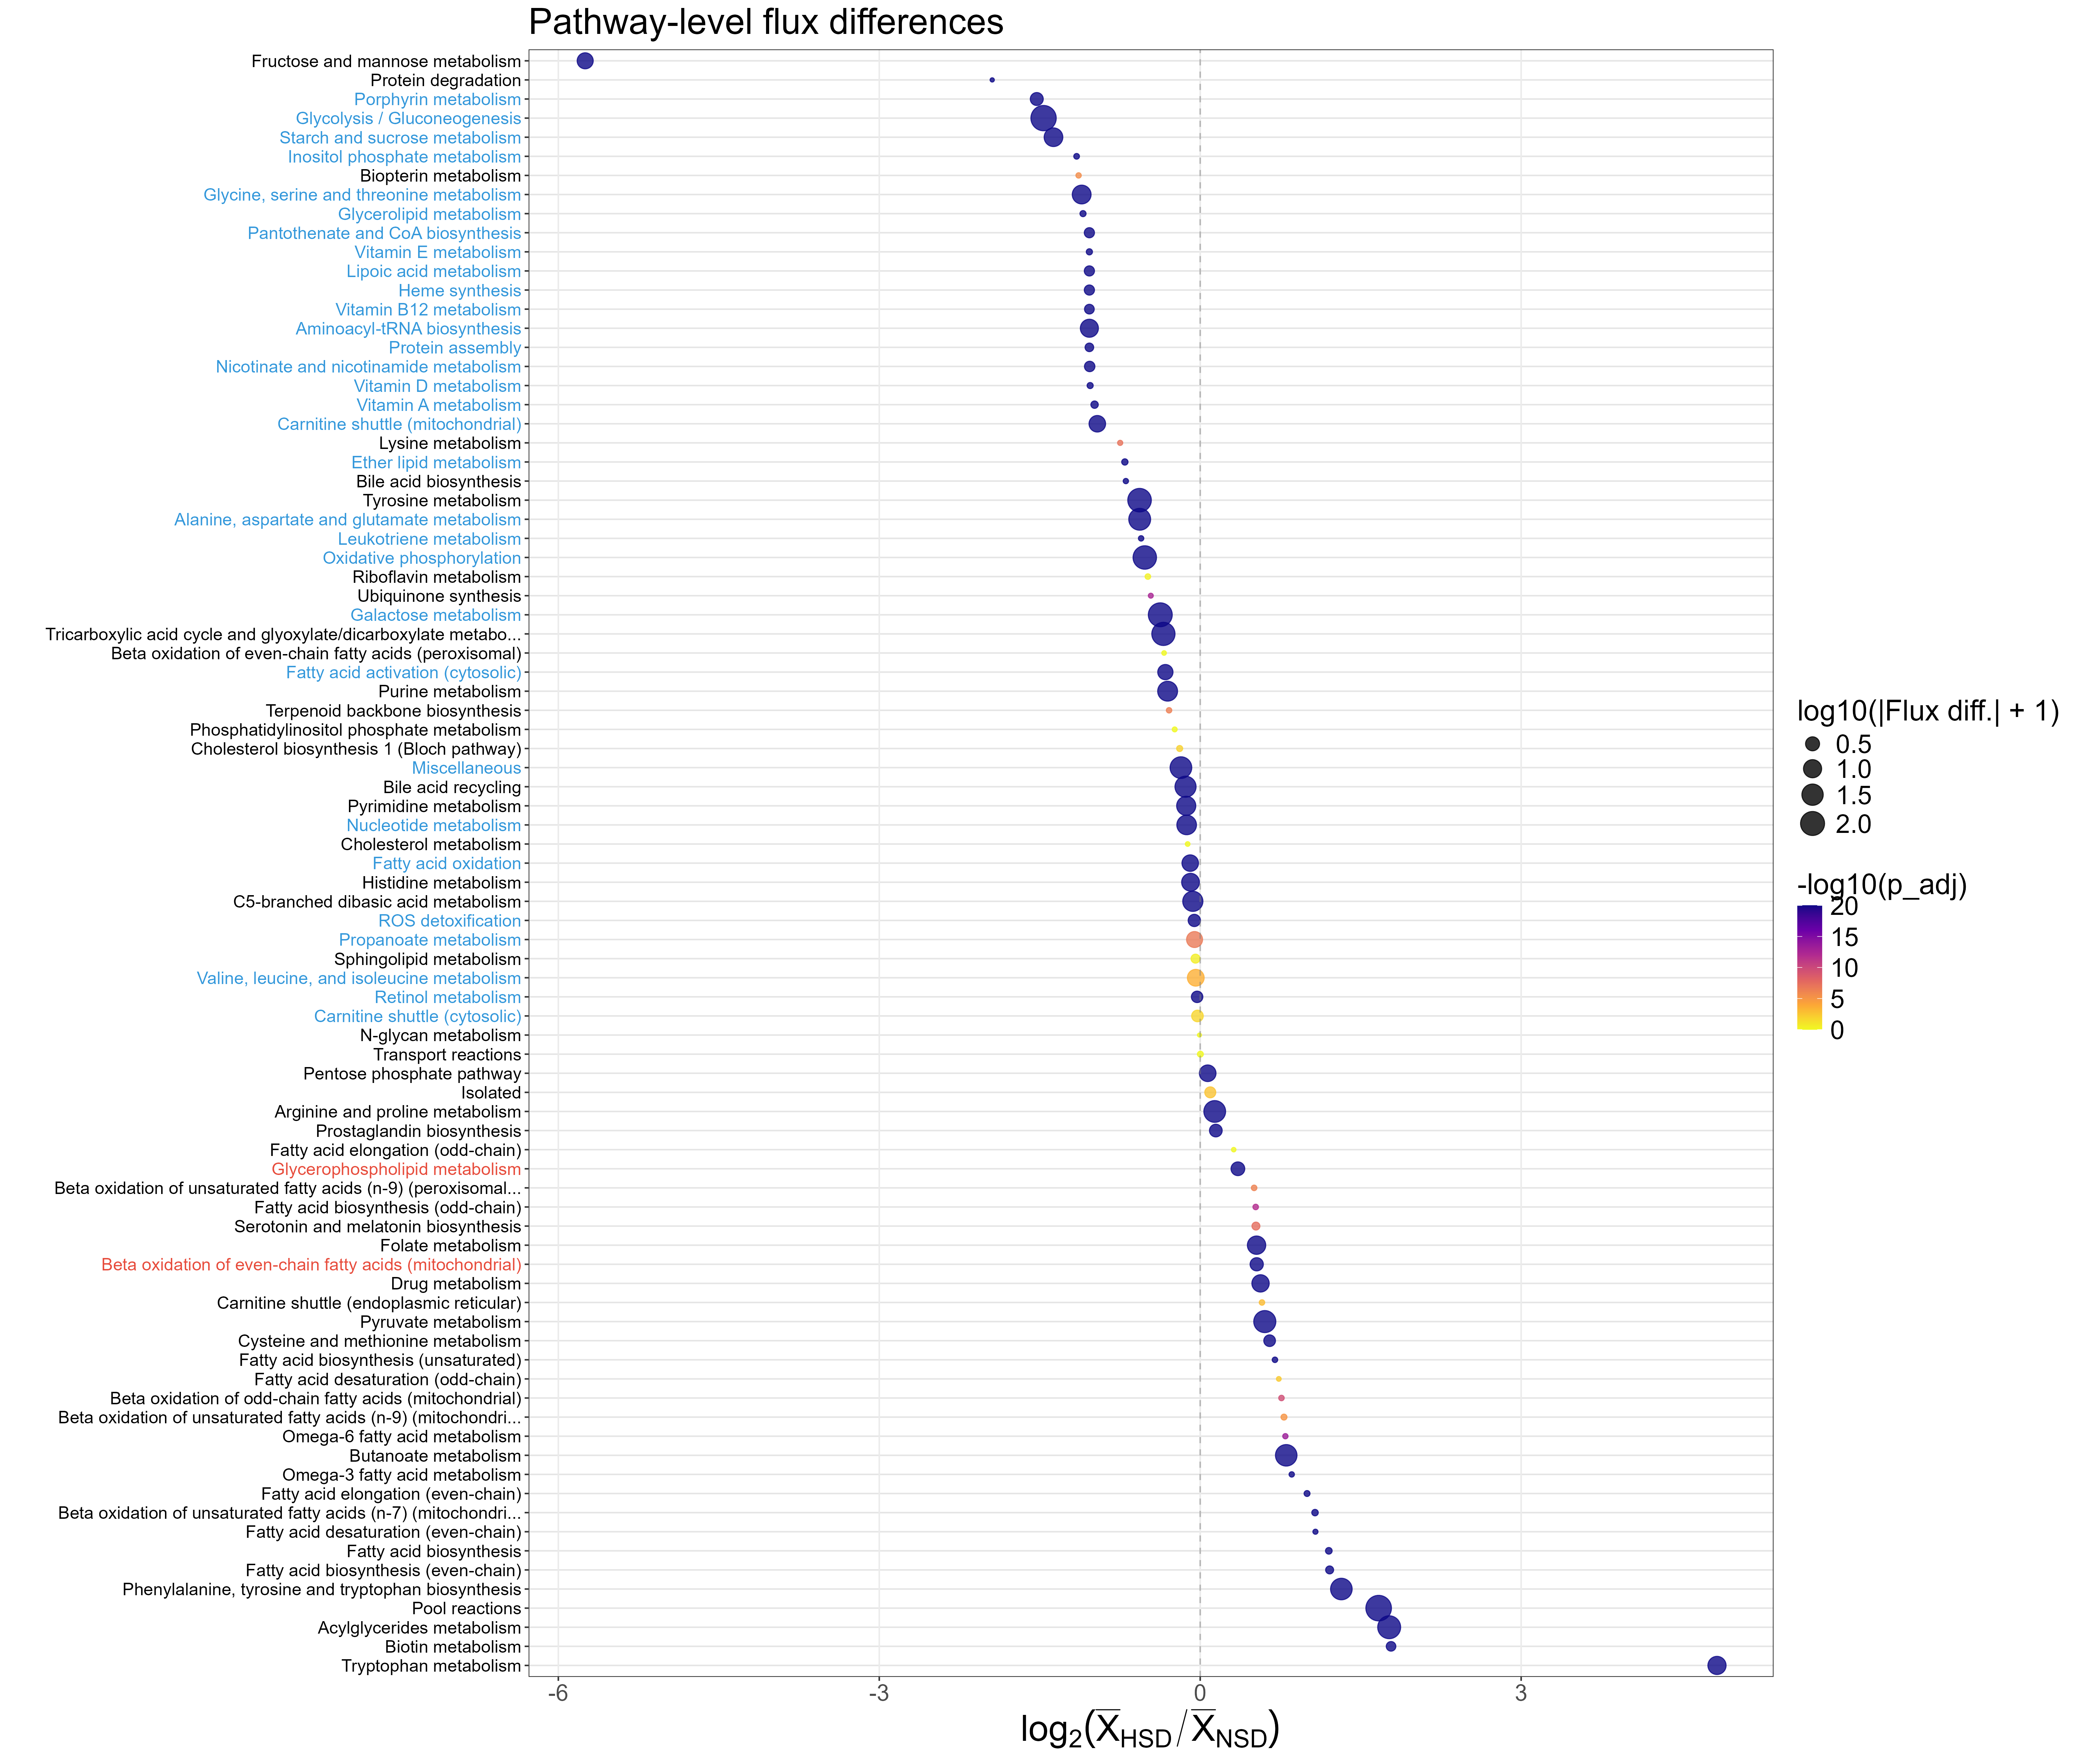 Pathway-level flux differences
Fructose and mannose metabolism
Protein degradation
Porphyrin metabolism
Glycolysis / Gluconeogenesis
Starch and sucrose metabolism
Inositol phosphate metabolism
Biopterin metabolism
Glycine, serine and threonine metabolism
Glycerolipid metabolism
Pantothenate and CoA biosynthesis
Vitamin E metabolism
Lipoic acid metabolism
Heme synthesis
Vitamin B12 metabolism
Aminoacyl-tRNA biosynthesis
Protein assembly
Nicotinate and nicotinamide metabolism
Vitamin D metabolism
Vitamin A metabolism
Carnitine shuttle (mitochondrial)
Lysine metabolism
Ether lipid metabolism
Bile acid biosynthesis
Tyrosine metabolism
Alanine, aspartate and glutamate metabolism
Leukotriene metabolism
Oxidative phosphorylation
Riboflavin metabolism
Ubiquinone synthesis
Galactose metabolism
Tricarboxylic acid cycle and glyoxylate/dicarboxylate metabo...
Beta oxidation of even-chain fatty acids (peroxisomal)
Fatty acid activation (cytosolic)
Purine metabolism
Terpenoid backbone biosynthesis
Phosphatidylinositol phosphate metabolism
Cholesterol biosynthesis 1 (Bloch pathway)
Miscellaneous
Bile acid recycling
Pyrimidine metabolism
Nucleotide metabolism
Cholesterol metabolism
Fatty acid oxidation
Histidine metabolism
C5-branched dibasic acid metabolism
ROS detoxification
Propanoate metabolism
Sphingolipid metabolism
Valine, leucine, and isoleucine metabolism
Retinol metabolism
Carnitine shuttle (cytosolic)
N-glycan metabolism
Transport reactions
Pentose phosphate pathway
Isolated
Arginine and proline metabolism
Prostaglandin biosynthesis
Fatty acid elongation (odd-chain)
Glycerophospholipid metabolism
Beta oxidation of unsaturated fatty acids (n-9) (peroxisomal...
Fatty acid biosynthesis (odd-chain)
Serotonin and melatonin biosynthesis
Folate metabolism
Beta oxidation of even-chain fatty acids (mitochondrial)
Drug metabolism
Carnitine shuttle (endoplasmic reticular)
Pyruvate metabolism
Cysteine and methionine metabolism
Fatty acid biosynthesis (unsaturated)
Fatty acid desaturation (odd-chain)
Beta oxidation of odd-chain fatty acids (mitochondrial)
Beta oxidation of unsaturated fatty acids (n-9) (mitochondri...
Omega-6 fatty acid metabolism
Butanoate metabolism
Omega-3 fatty acid metabolism
Fatty acid elongation (even-chain)
Beta oxidation of unsaturated fatty acids (n-7) (mitochondri...
Fatty acid desaturation (even-chain)
Fatty acid biosynthesis
Fatty acid biosynthesis (even-chain)
Phenylalanine, tyrosine and tryptophan biosynthesis
Pool reactions
Acylglycerides metabolism
Biotin metabolism
Tryptophan metabolism
-6 -3 0 3
log₂(X̅HSD/X̅NSD)
log10(|Flux diff.| + 1)
0.5
1.0
1.5
2.0
-log10(p_adj)
20
15
10
5
0